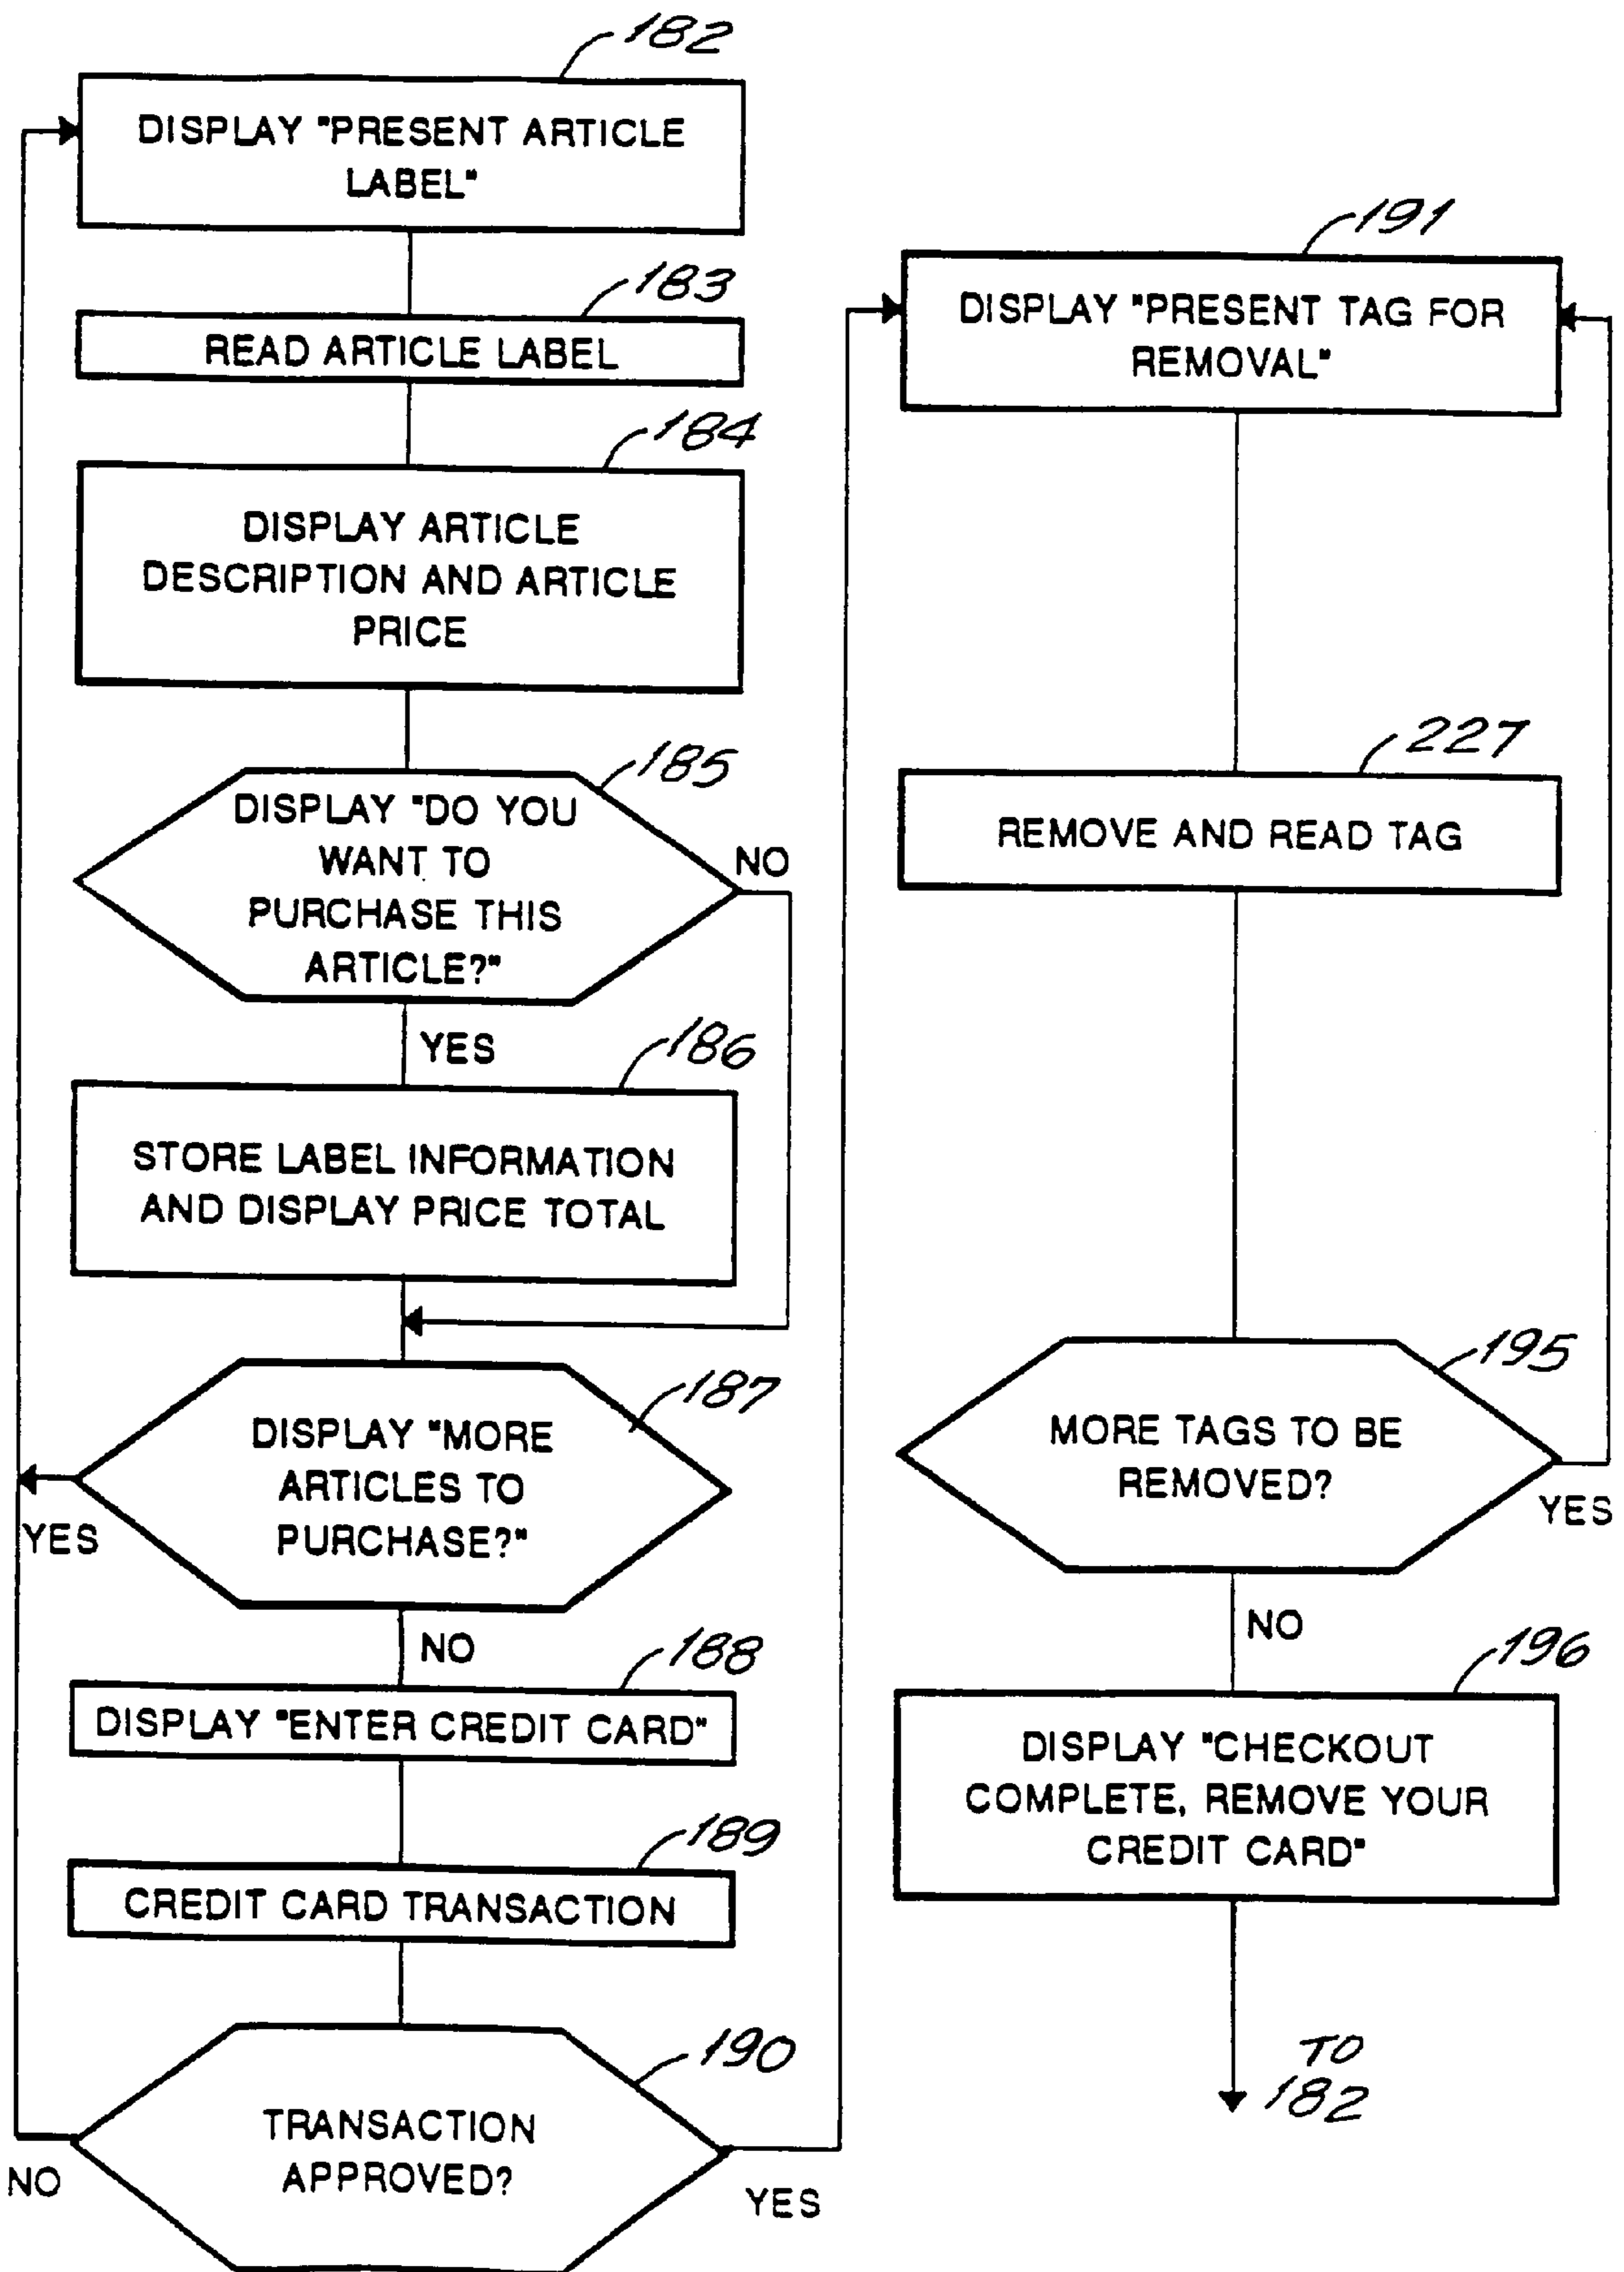 182
DISPLAY "PRESENT ARTICLE
LABEL"
183
READ ARTICLE LABEL
184
DISPLAY ARTICLE
DESCRIPTION AND ARTICLE
PRICE
185
DISPLAY "DO YOU
WANT TO
PURCHASE THIS
ARTICLE?"
NO
YES
186
STORE LABEL INFORMATION
AND DISPLAY PRICE TOTAL
187
DISPLAY "MORE
ARTICLES TO
PURCHASE?"
YES
NO
188
DISPLAY "ENTER CREDIT CARD"
189
CREDIT CARD TRANSACTION
190
TRANSACTION
APPROVED?
NO
YES
191
DISPLAY "PRESENT TAG FOR
REMOVAL"
227
REMOVE AND READ TAG
195
MORE TAGS TO BE
REMOVED?
YES
NO
196
DISPLAY "CHECKOUT
COMPLETE, REMOVE YOUR
CREDIT CARD"
TO
182